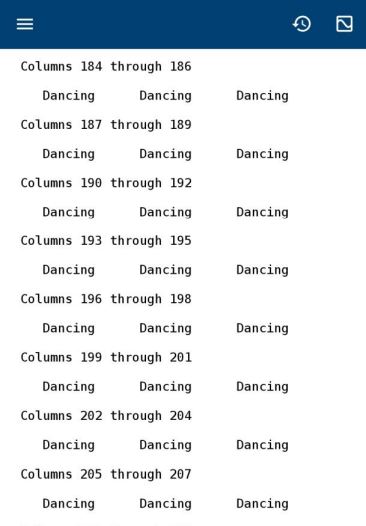 Columns 184 through 186
Dancing Dancing Dancing
Columns 187 through 189
Dancing Dancing Dancing
Columns 190 through 192
Dancing Dancing Dancing
Columns 193 through 195
Dancing Dancing Dancing
Columns 196 through 198
Dancing Dancing Dancing
Columns 199 through 201
Dancing Dancing Dancing
Columns 202 through 204
Dancing Dancing Dancing
Columns 205 through 207
Dancing Dancing Dancing